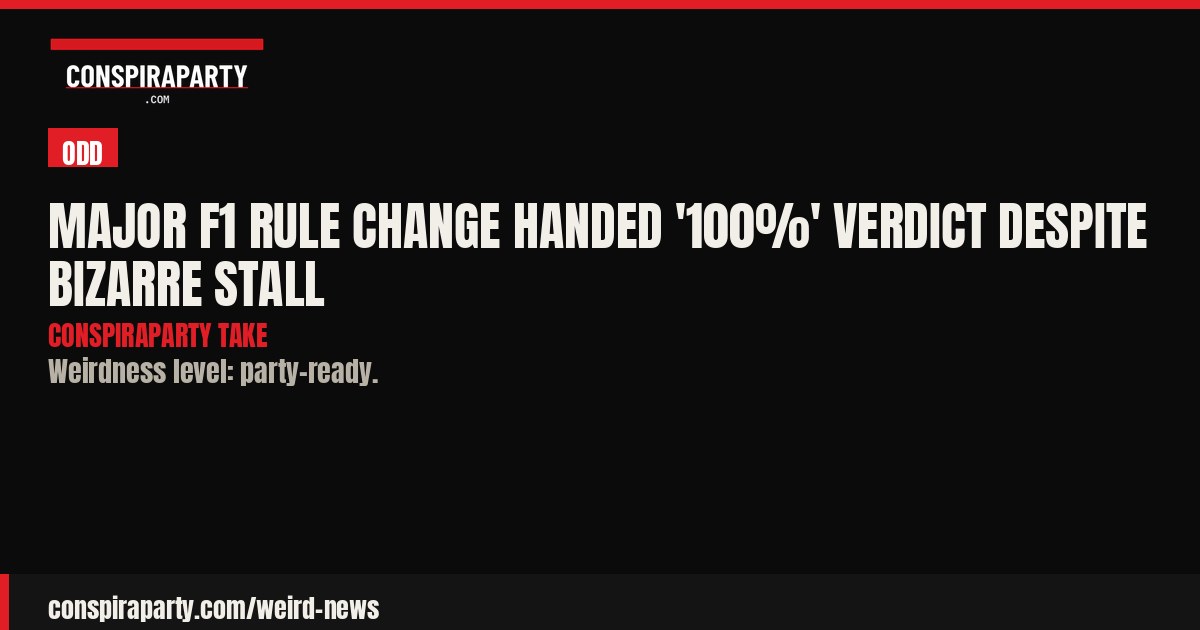 CONSPIRAPARTY
.COM
ODD
MAJOR F1 RULE CHANGE HANDED '100%' VERDICT DESPITE
BIZARRE STALL
CONSPIRAPARTY TAKE
Weirdness level: party-ready.
conspiraparty.com/weird-news